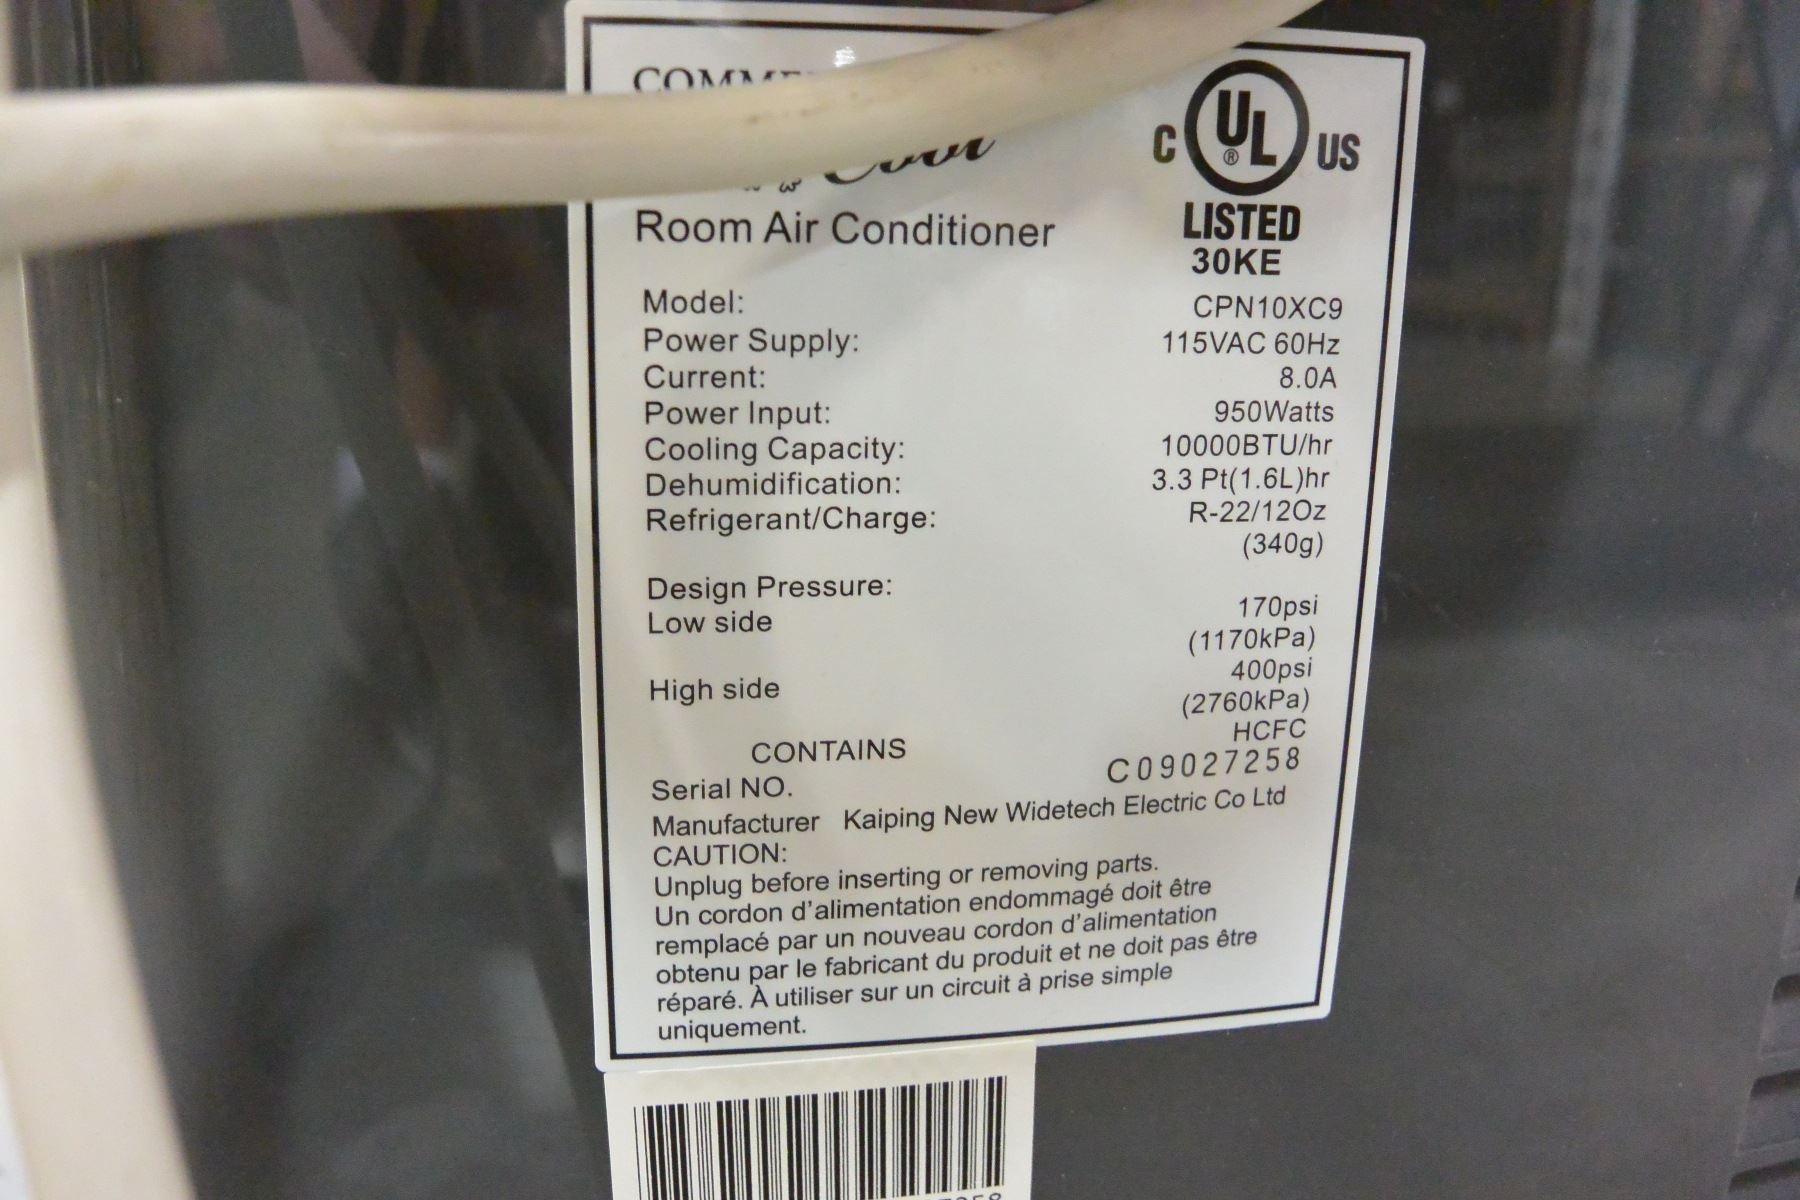 Cool
C UL ® US
LISTED
30KE
Room Air Conditioner
Model: CPN10XC9
Power Supply: 115VAC 60Hz
Current: 8.0A
Power Input: 950Watts
Cooling Capacity: 10000BTU/hr
Dehumidification: 3.3 Pt(1.6L)hr
Refrigerant/Charge: R-22/12Oz
(340g)
Design Pressure:
Low side 170psi
(1170kPa)
400psi
High side (2760kPa)
CONTAINS HCFC
Serial NO. C09027258
Manufacturer Kaiping New Widetech Electric Co Ltd
CAUTION:
Unplug before inserting or removing parts.
Un cordon d'alimentation endommagé doit être
remplacé par un nouveau cordon d'alimentation
obtenu par le fabricant du produit et ne doit pas être
réparé. À utiliser sur un circuit à prise simple
uniquement.